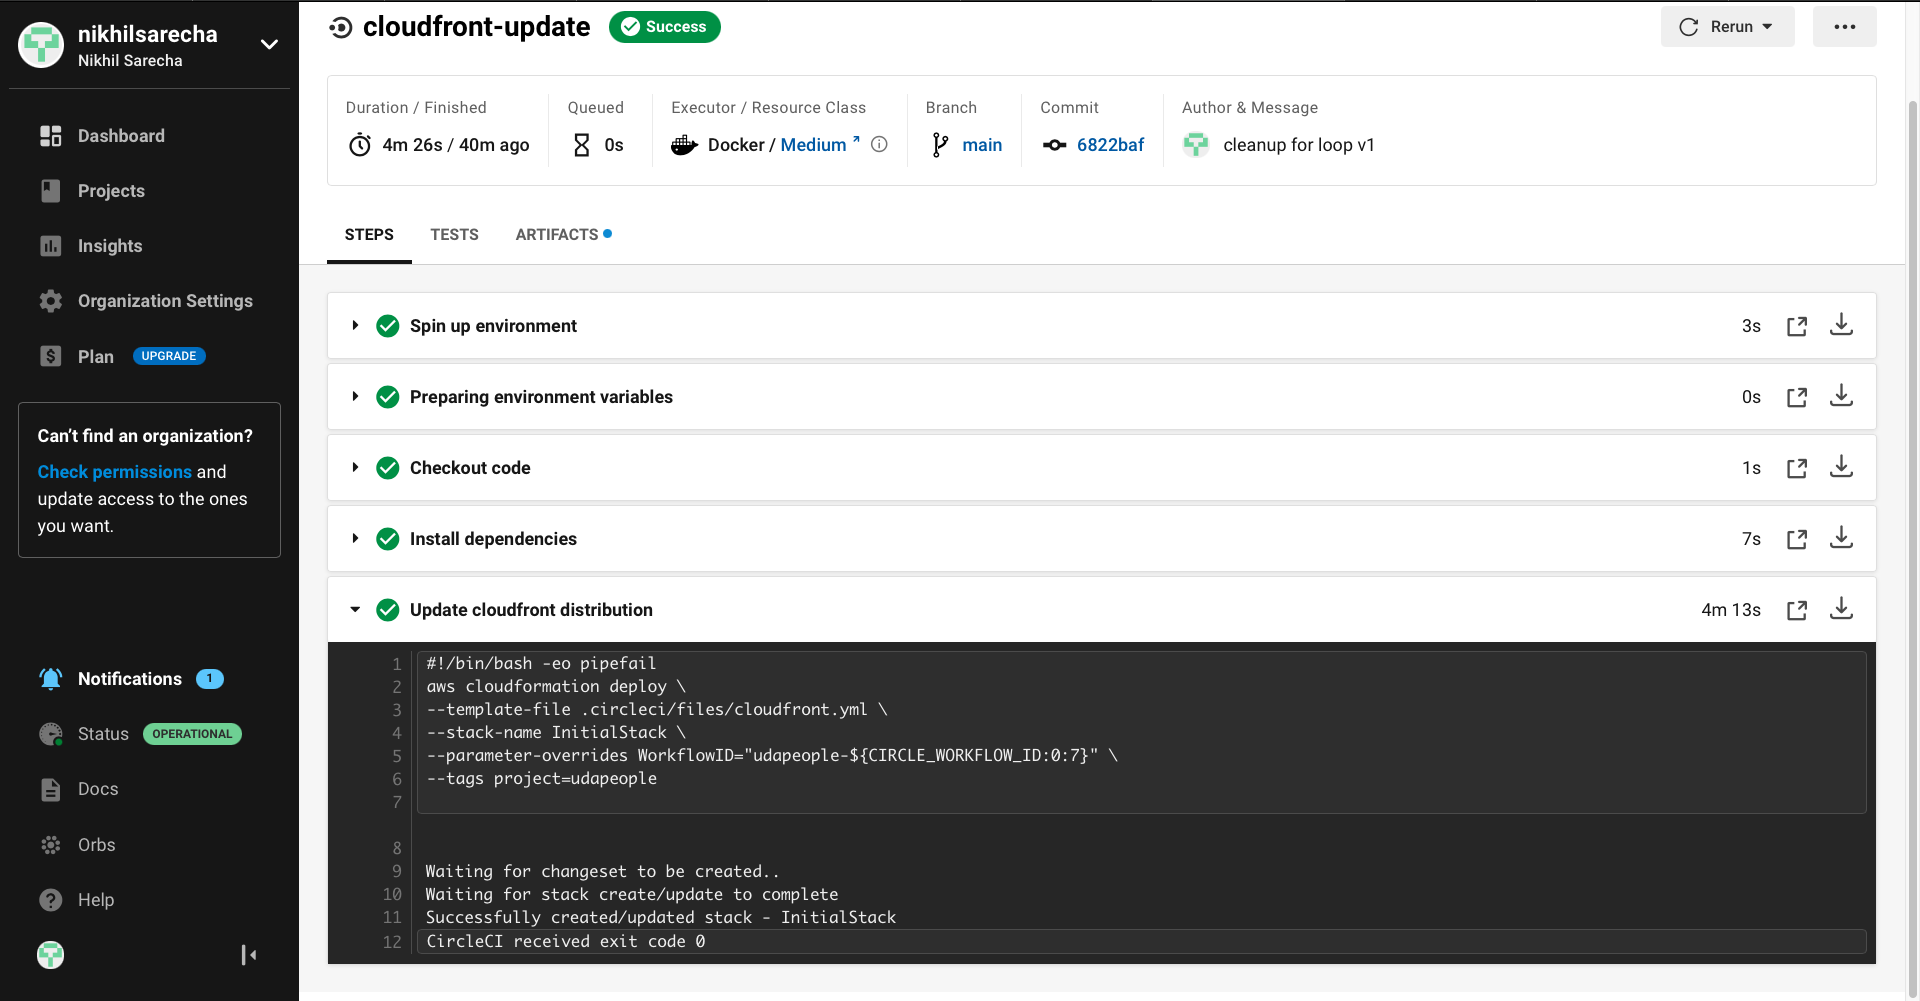 nikhilsarecha
Nikhil Sarecha
Dashboard
Projects
Insights
Organization Settings
Plan UPGRADE
Can't find an organization?
Check permissions and
update access to the ones
you want.
Notifications 1
Status OPERATIONAL
Docs
Orbs
Help
cloudfront-update Success
Rerun
Duration / Finished
4m 26s / 40m ago
Queued
0s
Executor / Resource Class
Docker / Medium
Branch
main
Commit
6822baf
Author & Message
cleanup for loop v1
STEPS TESTS ARTIFACTS
Spin up environment 3s
Preparing environment variables 0s
Checkout code 1s
Install dependencies 7s
Update cloudfront distribution 4m 13s
1 #!/bin/bash -eo pipefail
2 aws cloudformation deploy \
3 --template-file .circleci/files/cloudfront.yml \
4 --stack-name InitialStack \
5 --parameter-overrides WorkflowID="udapeople-${CIRCLE_WORKFLOW_ID:0:7}" \
6 --tags project=udapeople
7
8
9 Waiting for changeset to be created..
10 Waiting for stack create/update to complete
11 Successfully created/updated stack - InitialStack
12 CircleCI received exit code 0